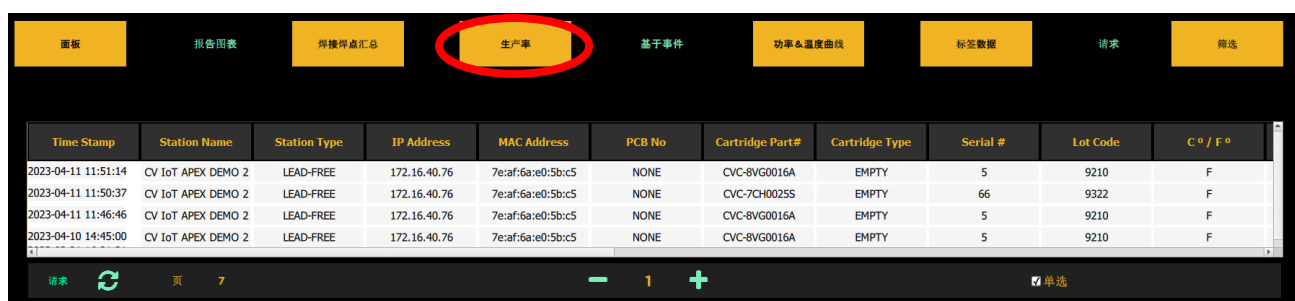 面板 报告图表 焊接焊点汇总 生产率 基于事件 功率&温度曲线 标签数据 请求 筛选
Time Stamp Station Name Station Type IP Address MAC Address PCB No Cartridge Part# Cartridge Type Serial # Lot Code C º / F º
2023-04-11 11:51:14 CV IoT APEX DEMO 2 LEAD-FREE 172.16.40.76 7e:af:6a:e0:5b:c5 NONE CVC-8VG0016A EMPTY 5 9210 F
2023-04-11 11:50:37 CV IoT APEX DEMO 2 LEAD-FREE 172.16.40.76 7e:af:6a:e0:5b:c5 NONE CVC-7CH0025S EMPTY 66 9322 F
2023-04-11 11:46:46 CV IoT APEX DEMO 2 LEAD-FREE 172.16.40.76 7e:af:6a:e0:5b:c5 NONE CVC-8VG0016A EMPTY 5 9210 F
2023-04-10 14:45:00 CV IoT APEX DEMO 2 LEAD-FREE 172.16.40.76 7e:af:6a:e0:5b:c5 NONE CVC-8VG0016A EMPTY 5 9210 F
请求 页 7 1 单选